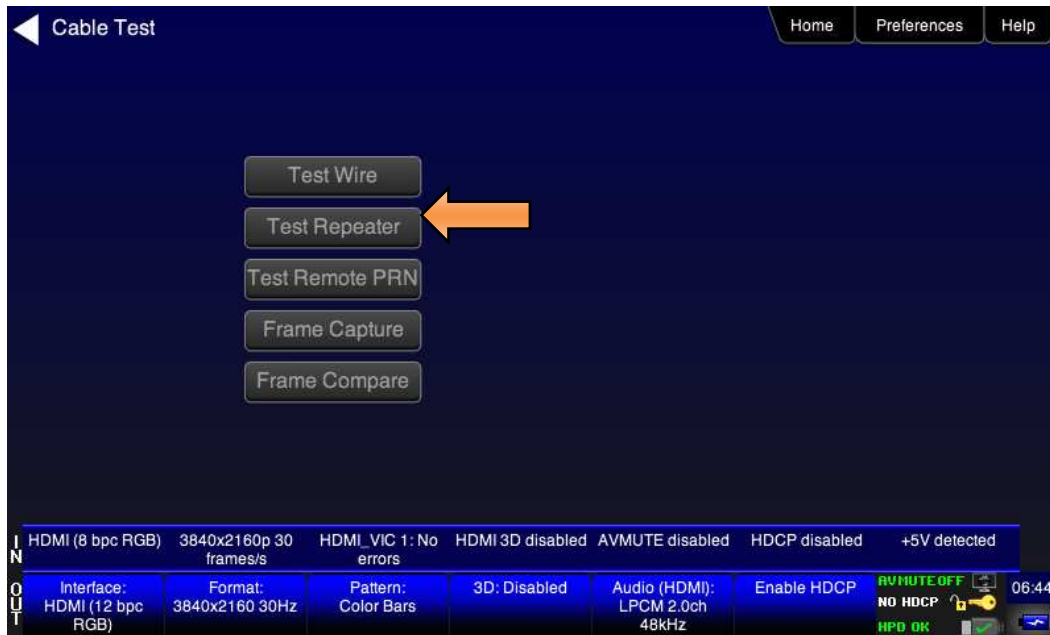 Cable Test
Home
Preferences
Help
Test Wire
Test Repeater
Test Remote PRN
Frame Capture
Frame Compare
IN
HDMI (8 bpc RGB)
3840x2160p 30
frames/s
HDMI_VIC 1: No
errors
HDMI 3D disabled
AVMUTE disabled
HDCP disabled
+5V detected
OUT
Interface:
HDMI (12 bpc
RGB)
Format:
3840x2160 30Hz
Pattern:
Color Bars
3D: Disabled
Audio (HDMI):
LPCM 2.0ch
48kHz
Enable HDCP
AVMUTEOFF
NO HDCP
HPD OK
06:44